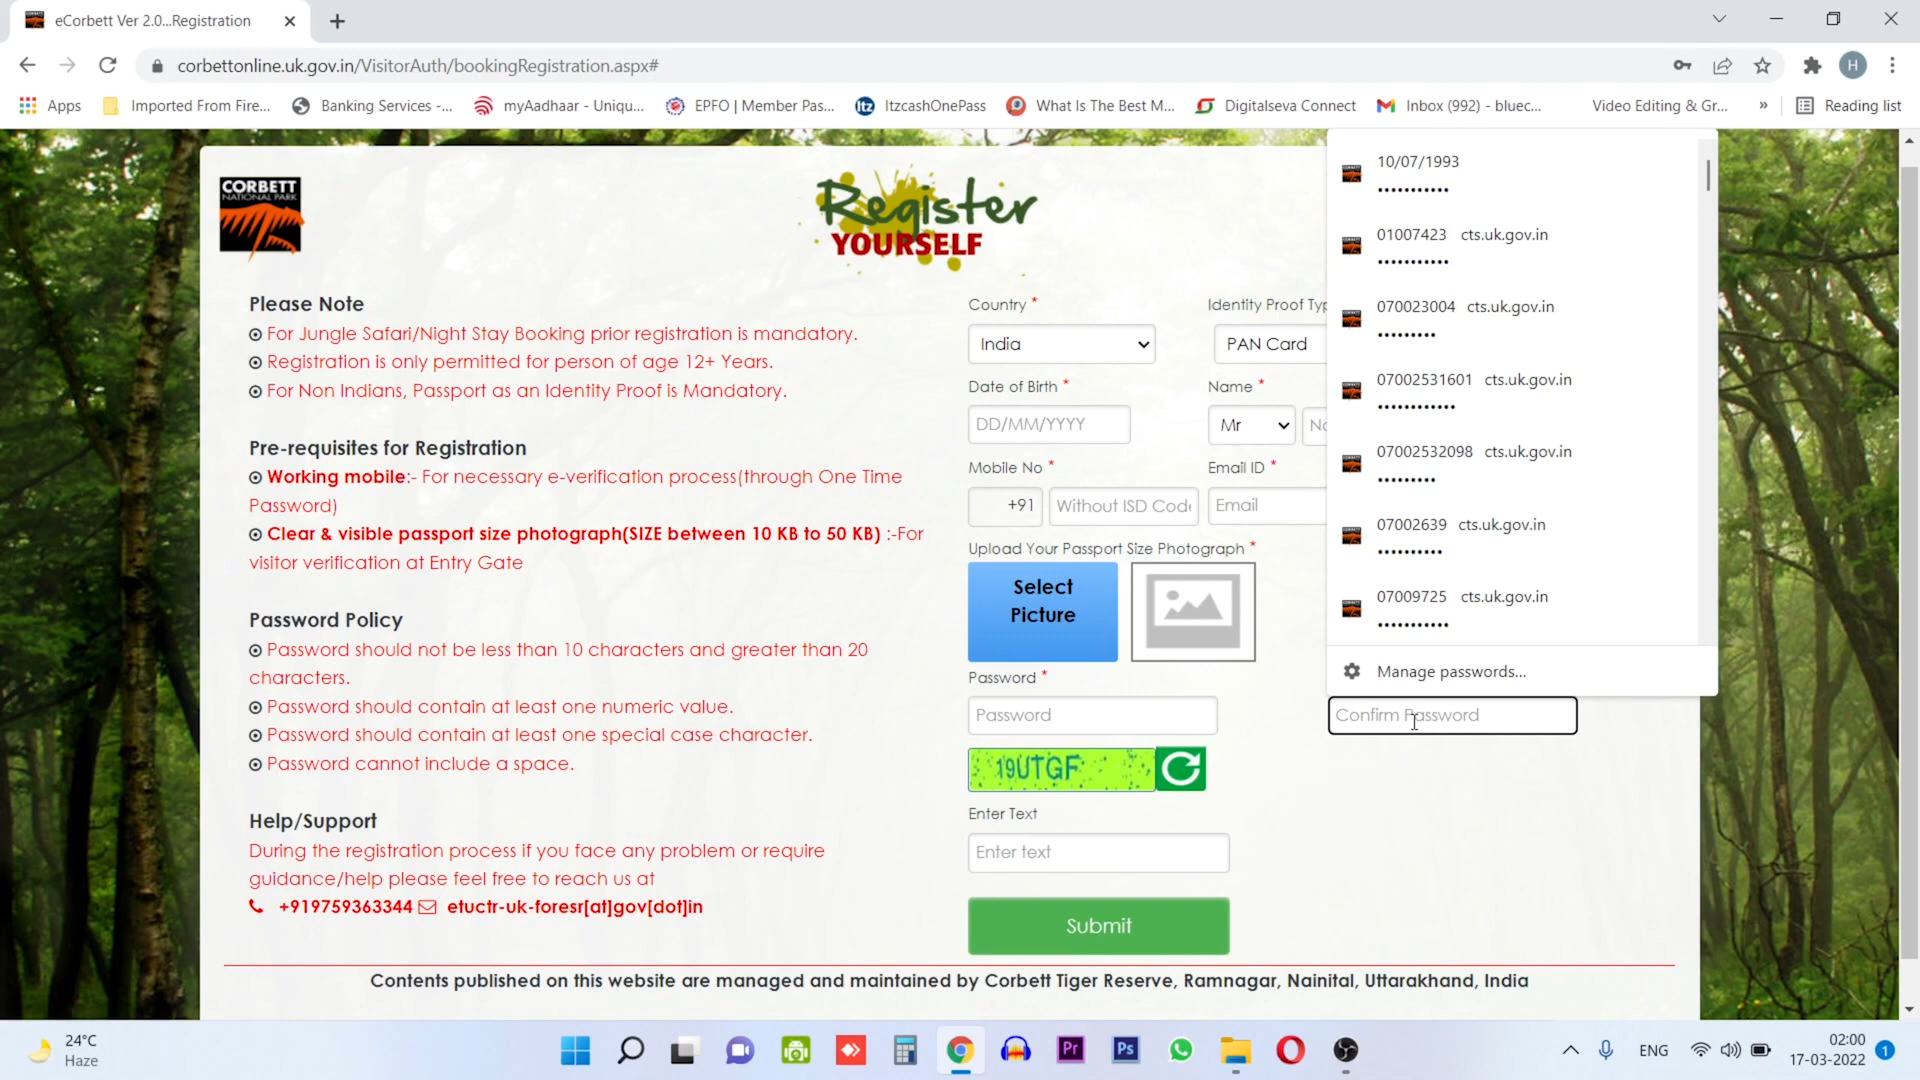 eCorbett Ver 2.0...Registration
corbettonline.uk.gov.in/VisitorAuth/bookingRegistration.aspx#
H
Apps
Imported From Fire...
Banking Services -...
myAadhaar - Uniqu...
EPFO | Member Pas...
Itz
ItzcashOnePass
What Is The Best M...
Digitalseva Connect
Inbox (992) - bluec...
Video Editing & Gr...
»
Reading list
CORBETT
NATIONAL PARK
Register
YOURSELF
Please Note
For Jungle Safari/Night Stay Booking prior registration is mandatory.
Registration is only permitted for person of age 12+ Years.
For Non Indians, Passport as an Identity Proof is Mandatory.
Pre-requisites for Registration
Working mobile:- For necessary e-verification process(through One Time
Password)
Clear & visible passport size photograph(SIZE between 10 KB to 50 KB) :-For
visitor verification at Entry Gate
Password Policy
Password should not be less than 10 characters and greater than 20
characters.
Password should contain at least one numeric value.
Password should contain at least one special case character.
Password cannot include a space.
Help/Support
During the registration process if you face any problem or require
guidance/help please feel free to reach us at
+919759363344 etuctr-uk-foresr[at]gov[dot]in
Country *
Identity Proof Typ
India
PAN Card
Date of Birth *
Name *
DD/MM/YYYY
Mr
Na
Mobile No *
Email ID *
+91
Without ISD Code
Email
Upload Your Passport Size Photograph *
Select
Picture
Password *
Password
Confirm Password
19UTGF
Enter Text
Enter text
Submit
10/07/1993
•••••••••••
01007423 cts.uk.gov.in
•••••••••••
070023004 cts.uk.gov.in
•••••••••
07002531601 cts.uk.gov.in
••••••••••••
07002532098 cts.uk.gov.in
•••••••••
07002639 cts.uk.gov.in
••••••••••
07009725 cts.uk.gov.in
•••••••••••
Manage passwords...
Contents published on this website are managed and maintained by Corbett Tiger Reserve, Ramnagar, Nainital, Uttarakhand, India
24°C
Haze
Pr
Ps
ENG
02:00
17-03-2022
1